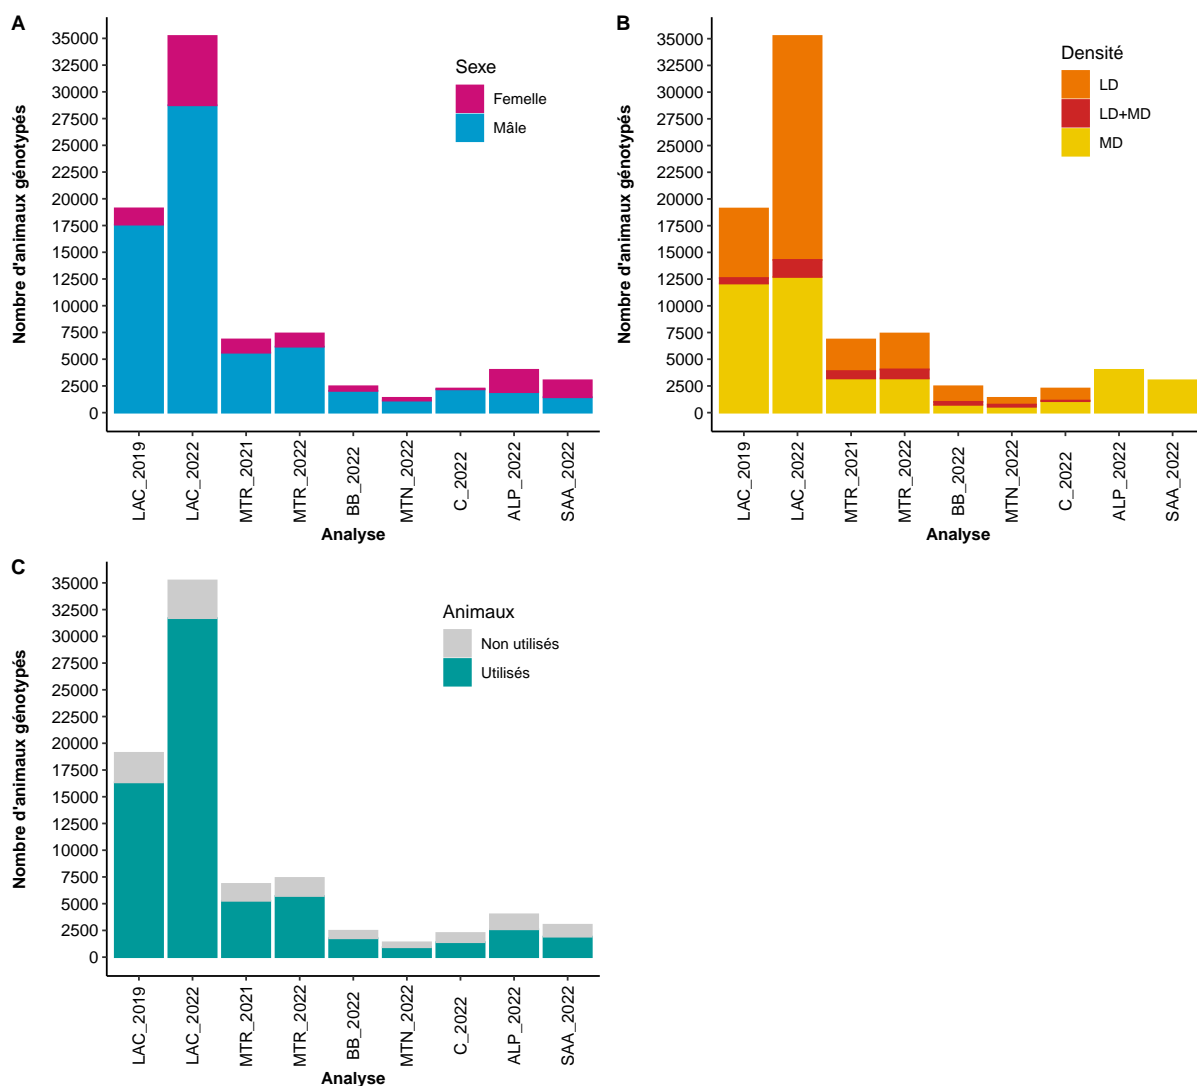 A
Nombre d'animaux génotypés
35000
32500
30000
27500
25000
22500
20000
17500
15000
12500
10000
7500
5000
2500
0
Sexe
Femelle
Mâle
LAC_2019
LAC_2022
MTR_2021
MTR_2022
BB_2022
MTN_2022
C_2022
ALP_2022
SAA_2022
Analyse
B
Nombre d'animaux génotypés
35000
32500
30000
27500
25000
22500
20000
17500
15000
12500
10000
7500
5000
2500
0
Densité
LD
LD+MD
MD
LAC_2019
LAC_2022
MTR_2021
MTR_2022
BB_2022
MTN_2022
C_2022
ALP_2022
SAA_2022
Analyse
C
Nombre d'animaux génotypés
35000
32500
30000
27500
25000
22500
20000
17500
15000
12500
10000
7500
5000
2500
0
Animaux
Non utilisés
Utilisés
LAC_2019
LAC_2022
MTR_2021
MTR_2022
BB_2022
MTN_2022
C_2022
ALP_2022
SAA_2022
Analyse